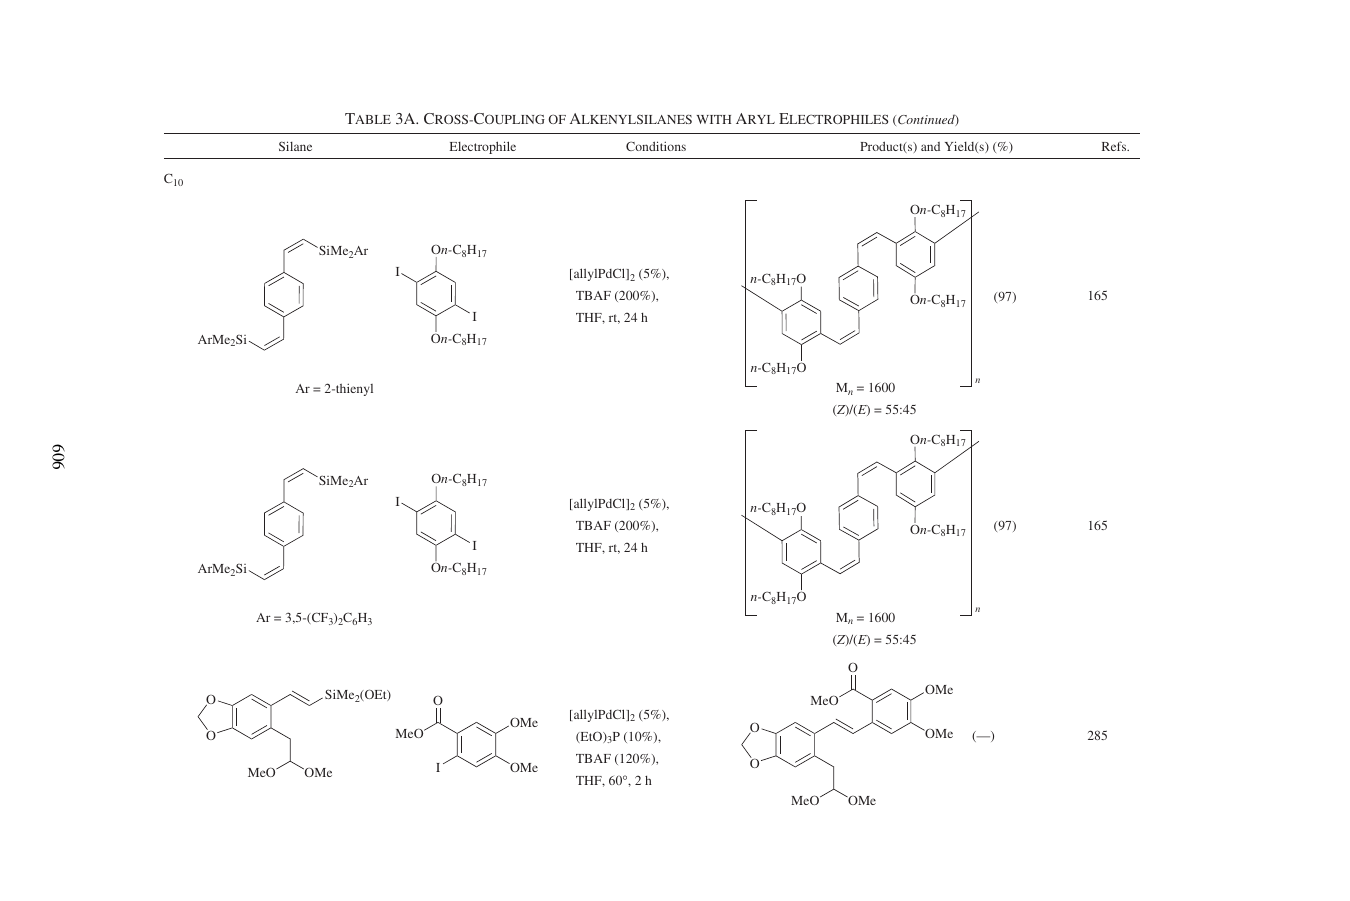 TABLE 3A. CROSS-COUPLING OF ALKENYLSILANES WITH ARYL ELECTROPHILES (Continued)
Silane Electrophile Conditions Product(s) and Yield(s) (%) Refs.
C10
SiMe2Ar
ArMe2Si
Ar = 2-thienyl
On-C8H17
I
I
On-C8H17
[allylPdCl]2 (5%),
TBAF (200%),
THF, rt, 24 h
On-C8H17
n-C8H17O
On-C8H17
n-C8H17O
n
(97)
165
Mn = 1600
(Z)/(E) = 55:45
609
SiMe2Ar
ArMe2Si
Ar = 3,5-(CF3)2C6H3
On-C8H17
I
I
On-C8H17
[allylPdCl]2 (5%),
TBAF (200%),
THF, rt, 24 h
On-C8H17
n-C8H17O
On-C8H17
n-C8H17O
n
(97)
165
Mn = 1600
(Z)/(E) = 55:45
O
O
SiMe2(OEt)
MeO OMe
O
MeO
OMe
I
OMe
[allylPdCl]2 (5%),
(EtO)3P (10%),
TBAF (120%),
THF, 60°, 2 h
O
MeO
OMe
OMe
O
O
MeO OMe
(—)
285